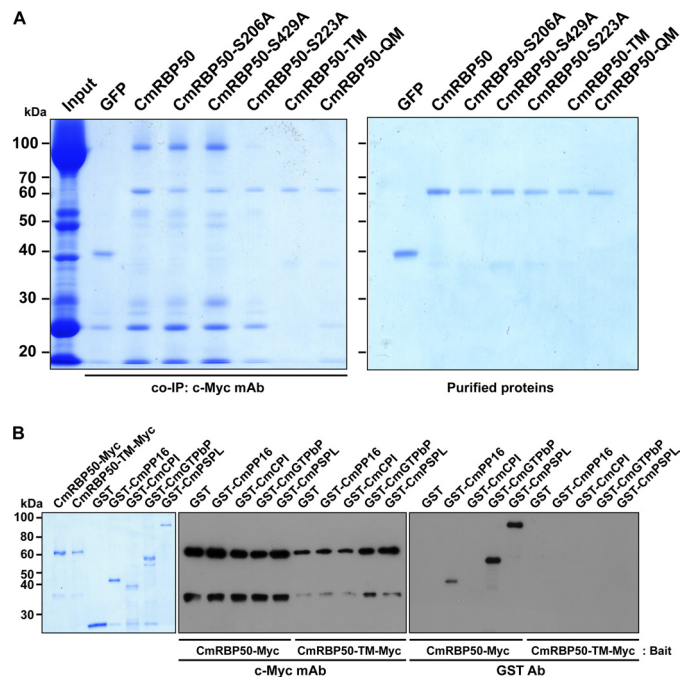 A
Input
GFP
CmRBP50
CmRBP50-S206A
CmRBP50-S429A
CmRBP50-S223A
CmRBP50-TM
CmRBP50-QM
GFP
CmRBP50
CmRBP50-S206A
CmRBP50-S429A
CmRBP50-S223A
CmRBP50-TM
CmRBP50-QM
kDa
100
70
60
50
40
30
20
co-IP: c-Myc mAb
Purified proteins
B
CmRBP50-Myc
CmRBP50-TM-Myc
GST
GST-CmPP16
GST-CmCPI
GST-CmGTPbP
GST-CmPSPL
GST
GST-CmPP16
GST-CmCPI
GST-CmGTPbP
GST-CmPSPL
GST
GST-CmPP16
GST-CmCPI
GST-CmGTPbP
GST-CmPSPL
GST
GST-CmPP16
GST-CmCPI
GST-CmGTPbP
GST-CmPSPL
GST
GST-CmPP16
GST-CmCPI
GST-CmGTPbP
GST-CmPSPL
kDa
100
80
60
50
40
30
CmRBP50-Myc
CmRBP50-TM-Myc
CmRBP50-Myc
CmRBP50-TM-Myc
: Bait
c-Myc mAb
GST Ab